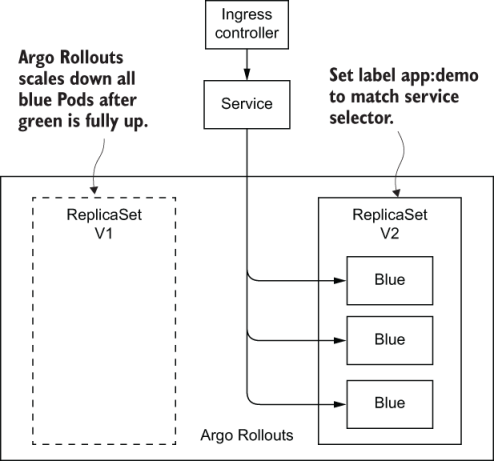 Ingress
controller
Argo Rollouts
scales down all
blue Pods after
green is fully up.
Service
Set label app:demo
to match service
selector.
ReplicaSet
V1
ReplicaSet
V2
Blue
Blue
Blue
Argo Rollouts